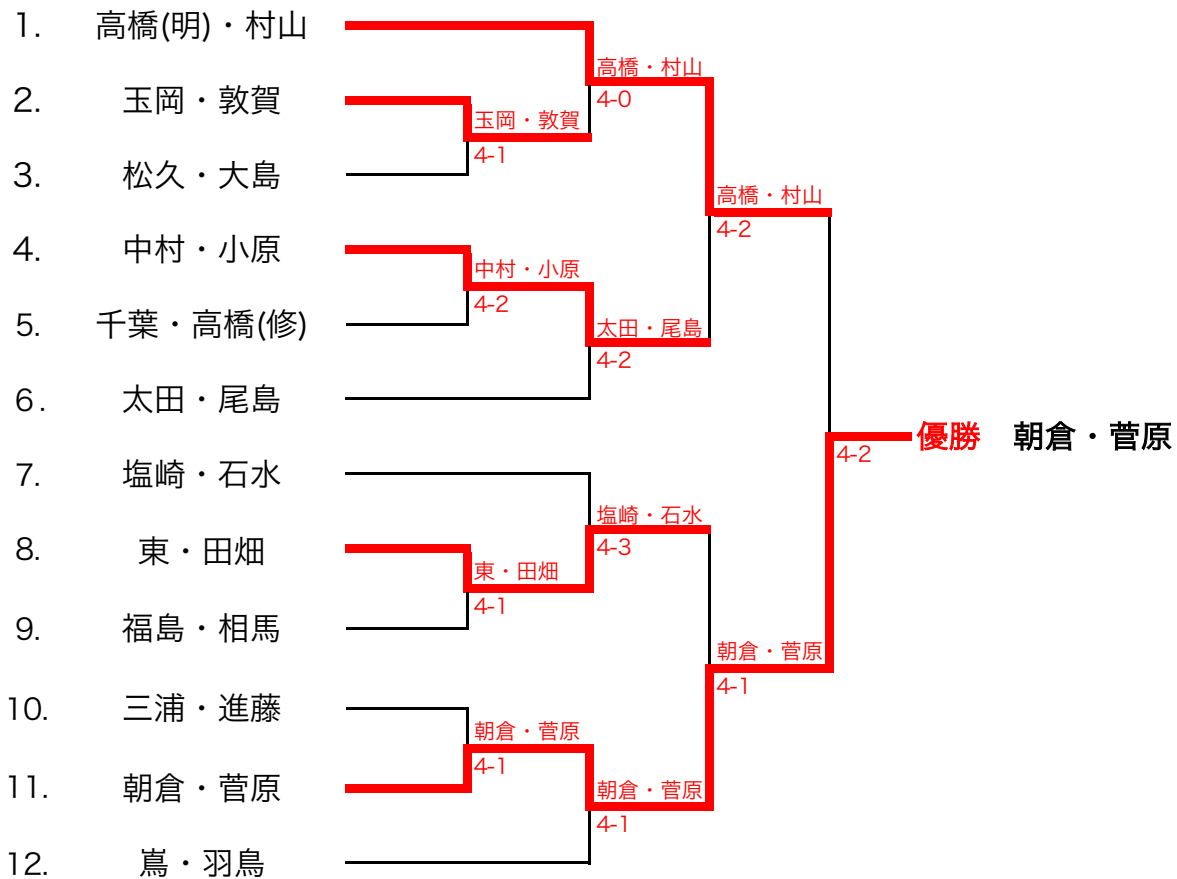 1. 高橋(明)・村山
高橋・村山
2. 玉岡・敦賀
4-0
玉岡・敦賀
4-1
3. 松久・大島
高橋・村山
4-2
4. 中村・小原
中村・小原
4-2
5. 千葉・高橋(修)
太田・尾島
4-2
6. 太田・尾島
優勝 朝倉・菅原
4-2
7. 塩崎・石水
塩崎・石水
4-3
8. 東・田畑
東・田畑
4-1
9. 福島・相馬
朝倉・菅原
4-1
10. 三浦・進藤
朝倉・菅原
4-1
11. 朝倉・菅原
朝倉・菅原
4-1
12. 嶌・羽鳥